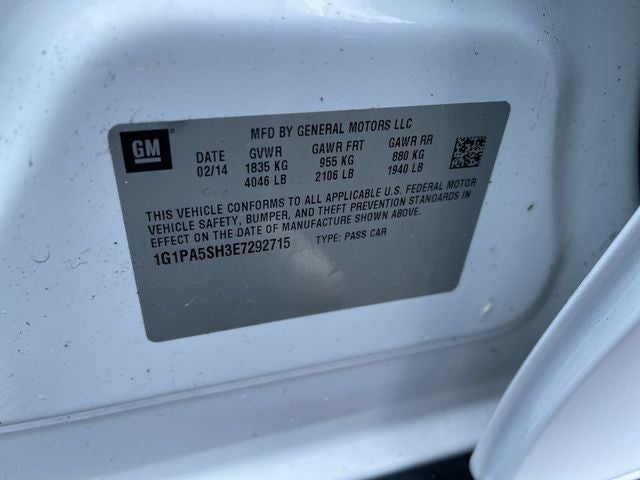 GM
MFD BY GENERAL MOTORS LLC
DATE GVWR GAWR FRT GAWR RR
02/14 1835 KG 955 KG 880 KG
4046 LB 2106 LB 1940 LB
THIS VEHICLE CONFORMS TO ALL APPLICABLE U.S. FEDERAL MOTOR
VEHICLE SAFETY, BUMPER, AND THEFT PREVENTION STANDARDS IN
EFFECT ON THE DATE OF MANUFACTURE SHOWN ABOVE.
1G1PA5SH3E7292715 TYPE: PASS CAR